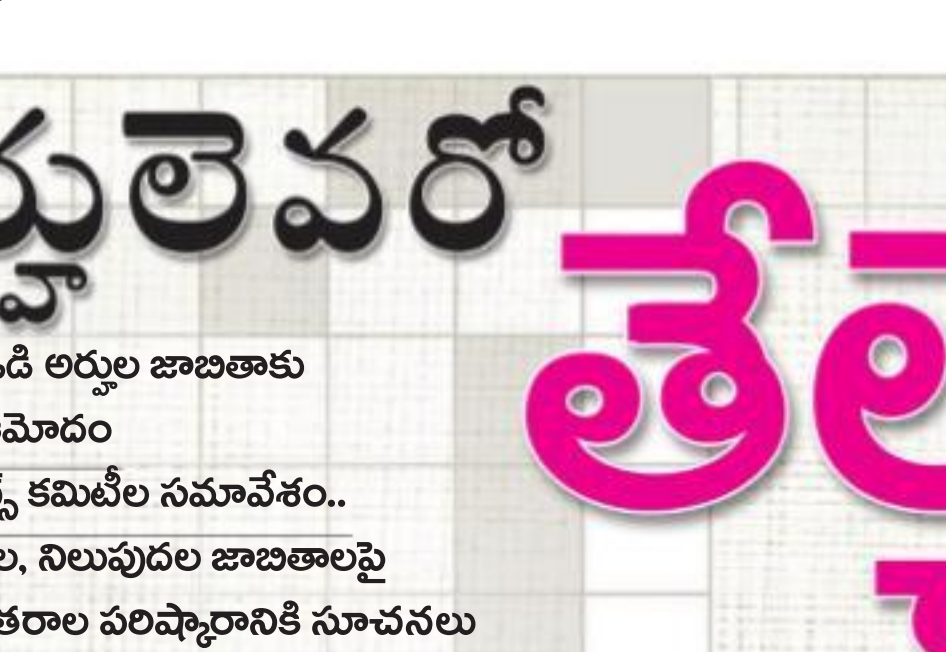 ర్హులెవరో
తేల
డి అర్హుల జాబితాకు
మోదం
స్ కమిటీల సమావేశం..
ల, నిలుపుదల జాబితాలపై
తరాల పరిష్కారానికి సూచనలు